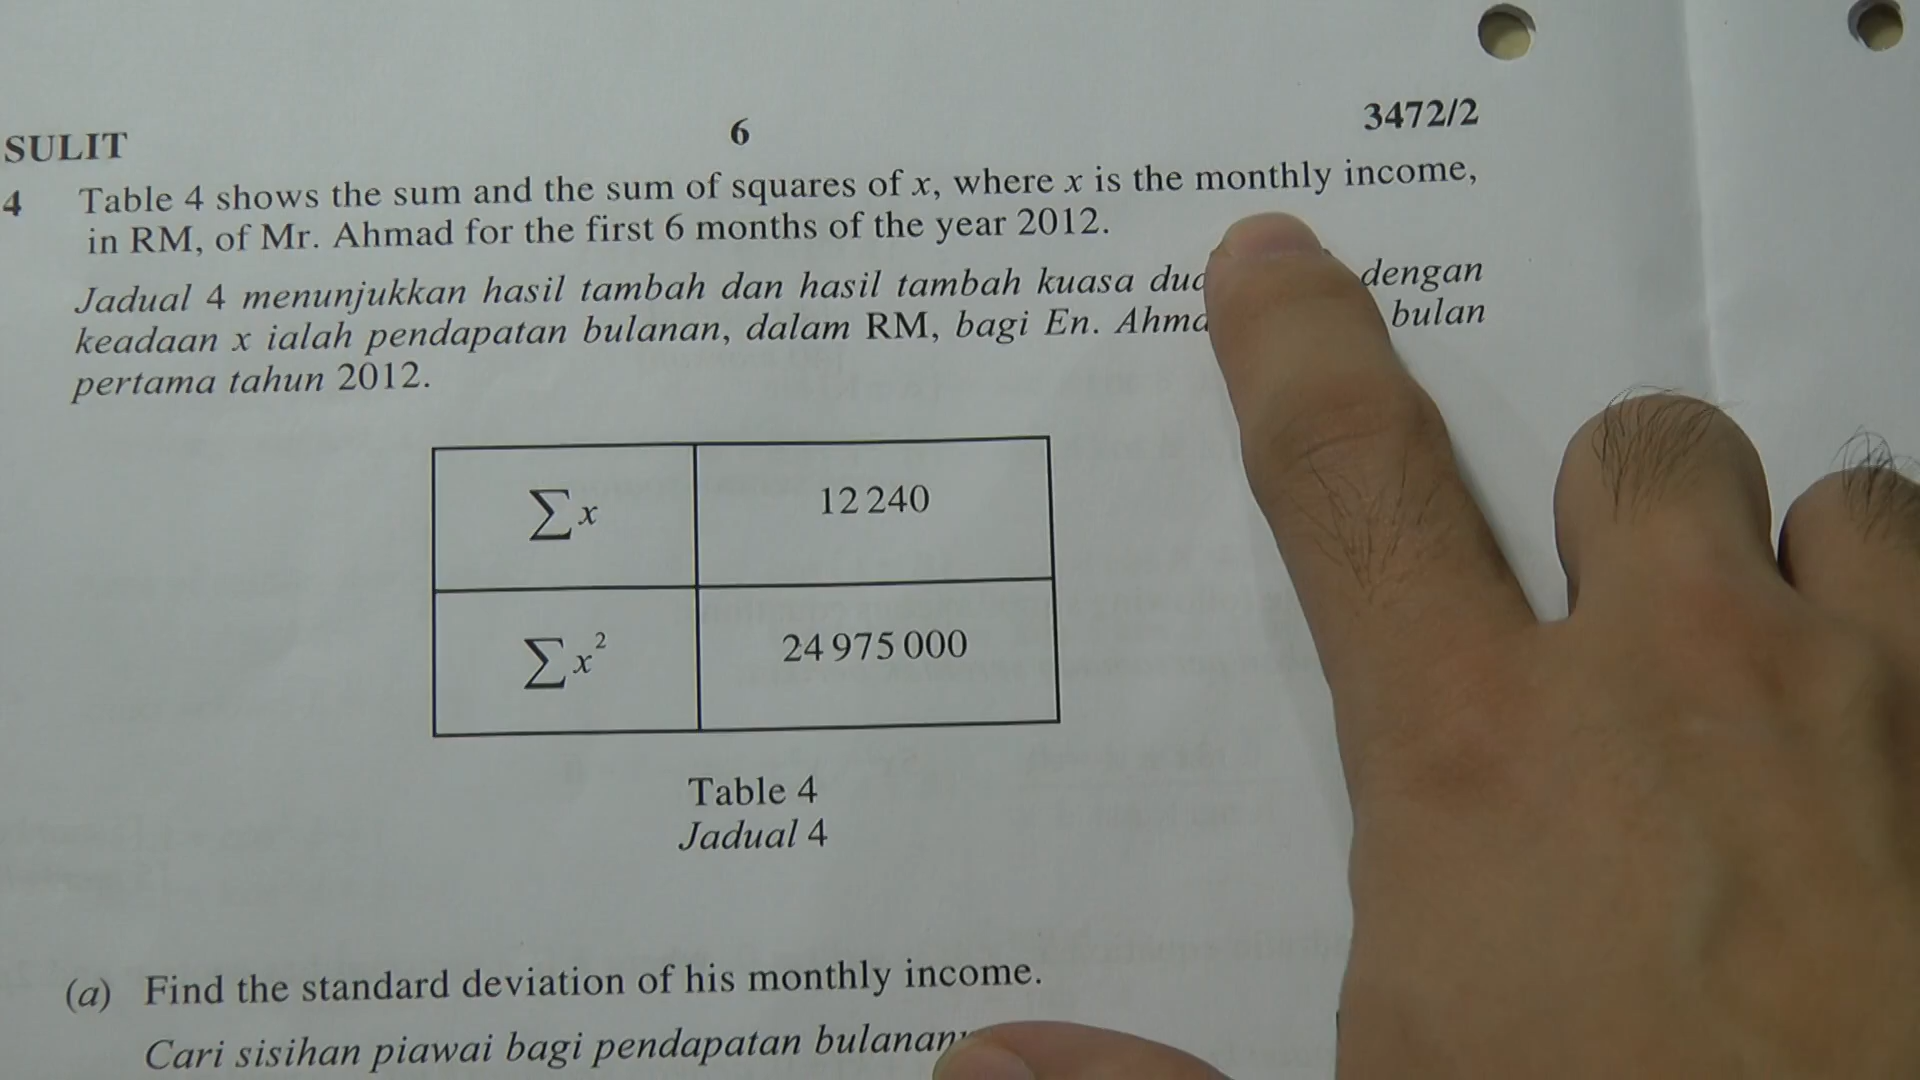 SULIT 6 3472/2
4 Table 4 shows the sum and the sum of squares of x, where x is the monthly income,
in RM, of Mr. Ahmad for the first 6 months of the year 2012.
Jadual 4 menunjukkan hasil tambah dan hasil tambah kuasa dengan
keadaan x ialah pendapatan bulanan, dalam RM, bagi En. bulan
pertama tahun 2012.
∑x 12 240
∑x² 24 975 000
Table 4
Jadual 4
(a) Find the standard deviation of his monthly income.
Cari sisihan piawai bagi pendapatan